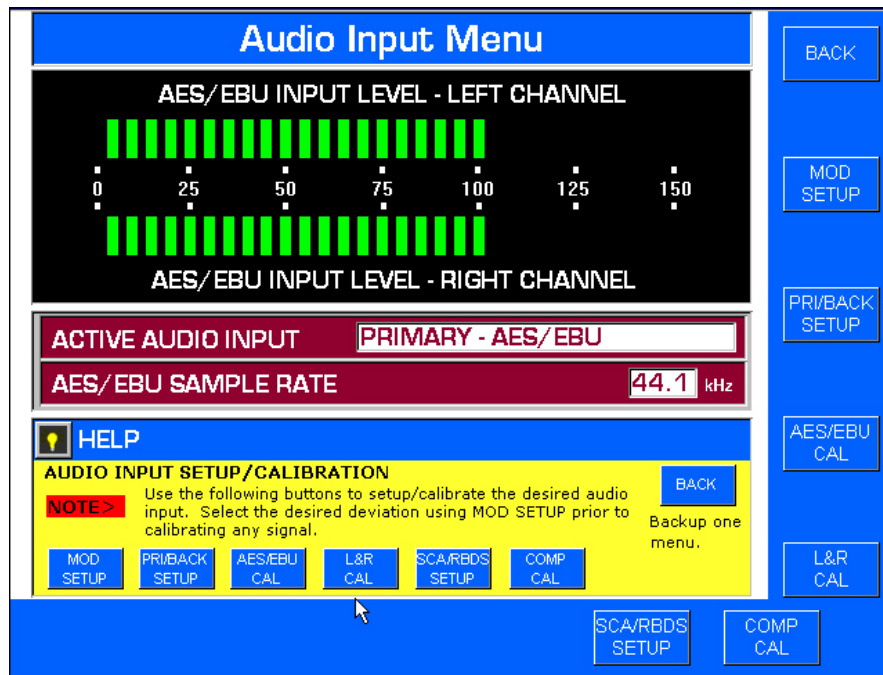 Audio Input Menu
BACK
AES/EBU INPUT LEVEL - LEFT CHANNEL
0 25 50 75 100 125 150
MOD
SETUP
AES/EBU INPUT LEVEL - RIGHT CHANNEL
PRI/BACK
SETUP
ACTIVE AUDIO INPUT PRIMARY - AES/EBU
AES/EBU SAMPLE RATE 44.1 kHz
HELP
AES/EBU
CAL
AUDIO INPUT SETUP/CALIBRATION
NOTE>
Use the following buttons to setup/calibrate the desired audio
input. Select the desired deviation using MOD SETUP prior to
calibrating any signal.
BACK
Backup one
menu.
MOD
SETUP
PRI/BACK
SETUP
AES/EBU
CAL
L&R
CAL
SCA/RBDS
SETUP
COMP
CAL
L&R
CAL
SCA/RBDS
SETUP
COMP
CAL